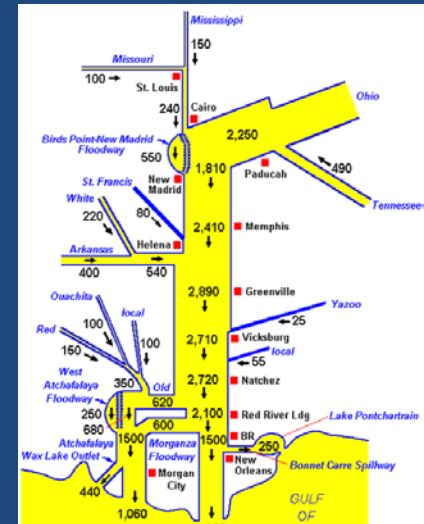 Mississippi
150
Missouri
100
St. Louis
240
Cairo
Ohio
2,250
Birds Point-New Madrid
Floodway
550
1,810
490
Paducah
New
Madrid
Tennessee
St. Francis
White
220
80
2,410
Memphis
Helena
Arkansas
400
540
2,890
Greenville
Ouachita
local
Yazoo
25
Red
100
100
150
2,710
Vicksburg
local
55
West
Atchafalaya
Floodway
350
Old
2,720
Natchez
620
250
680
600
2,100
Red River Ldg
Lake Pontchartrain
1500
1500
BR
250
Atchafalaya
Wax Lake Outlet
Morganza
Floodway
New
Orleans
Bonnet Carre Spillway
Morgan
City
440
1,060
GULF
OF